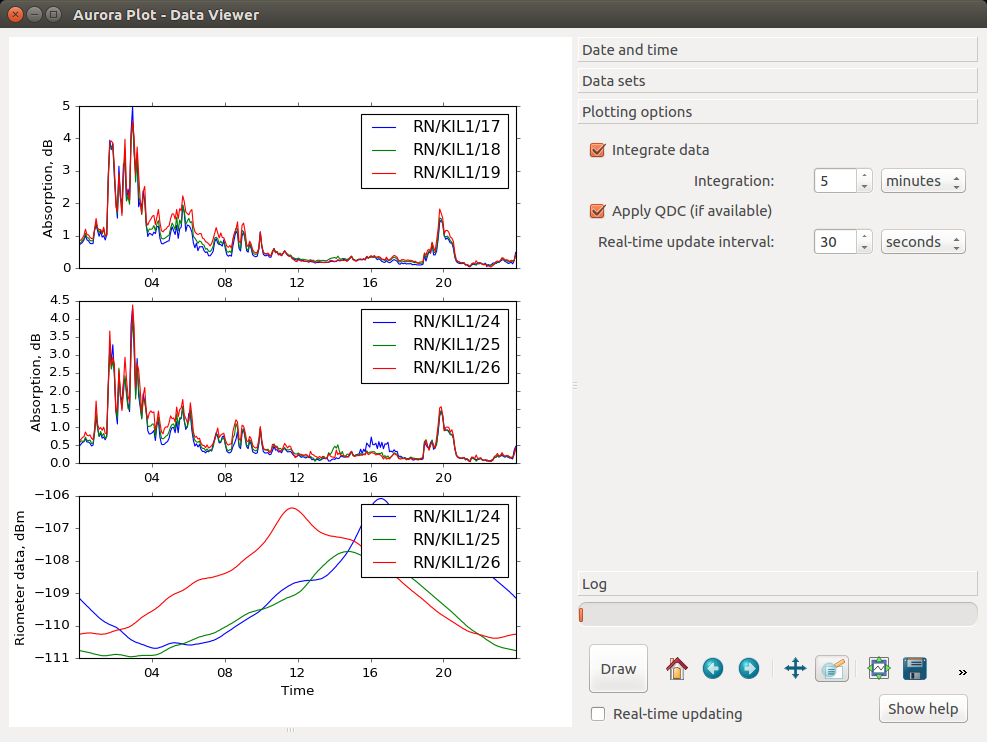 Aurora Plot - Data Viewer
Absorption, dB
5
4
3
2
1
0
RN/KIL1/17
RN/KIL1/18
RN/KIL1/19
04 08 12 16 20
Absorption, dB
4.5
4.0
3.5
3.0
2.5
2.0
1.5
1.0
0.5
0.0
RN/KIL1/24
RN/KIL1/25
RN/KIL1/26
04 08 12 16 20
Riometer data, dBm
−106
−107
−108
−109
−110
−111
RN/KIL1/24
RN/KIL1/25
RN/KIL1/26
04 08 12 16 20
Time
Date and time
Data sets
Plotting options
Integrate data
Integration: 5 minutes
Apply QDC (if available)
Real-time update interval: 30 seconds
Log
Draw
»
Real-time updating
Show help